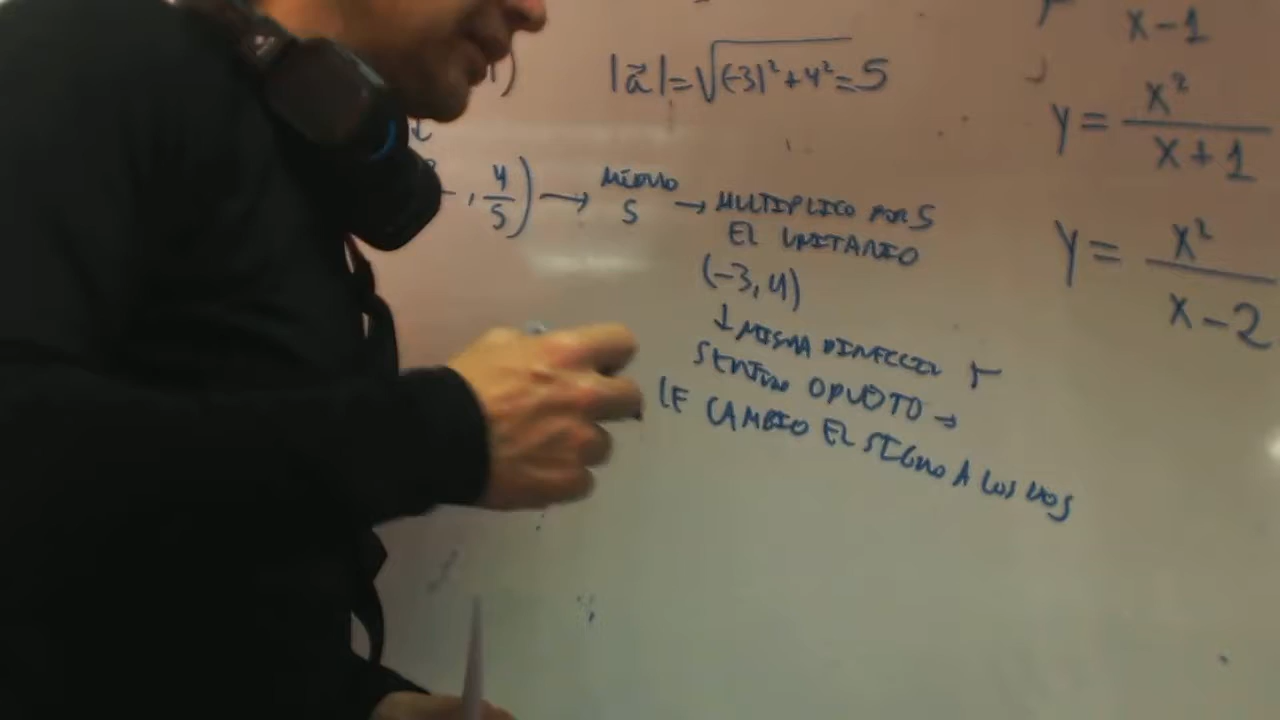 |a⃗|=√(-3)²+4²=5
, 4/5) → MÓDULO 5 → MULTIPLICO POR 5
EL UNITARIO
(-3,4)
↓ MISMA DIRECCIÓN Y
SENTIDO OPUESTO →
LE CAMBIO EL SIGNO A LOS DOS
x-1
y= x²/x+1
y= x²/x-2